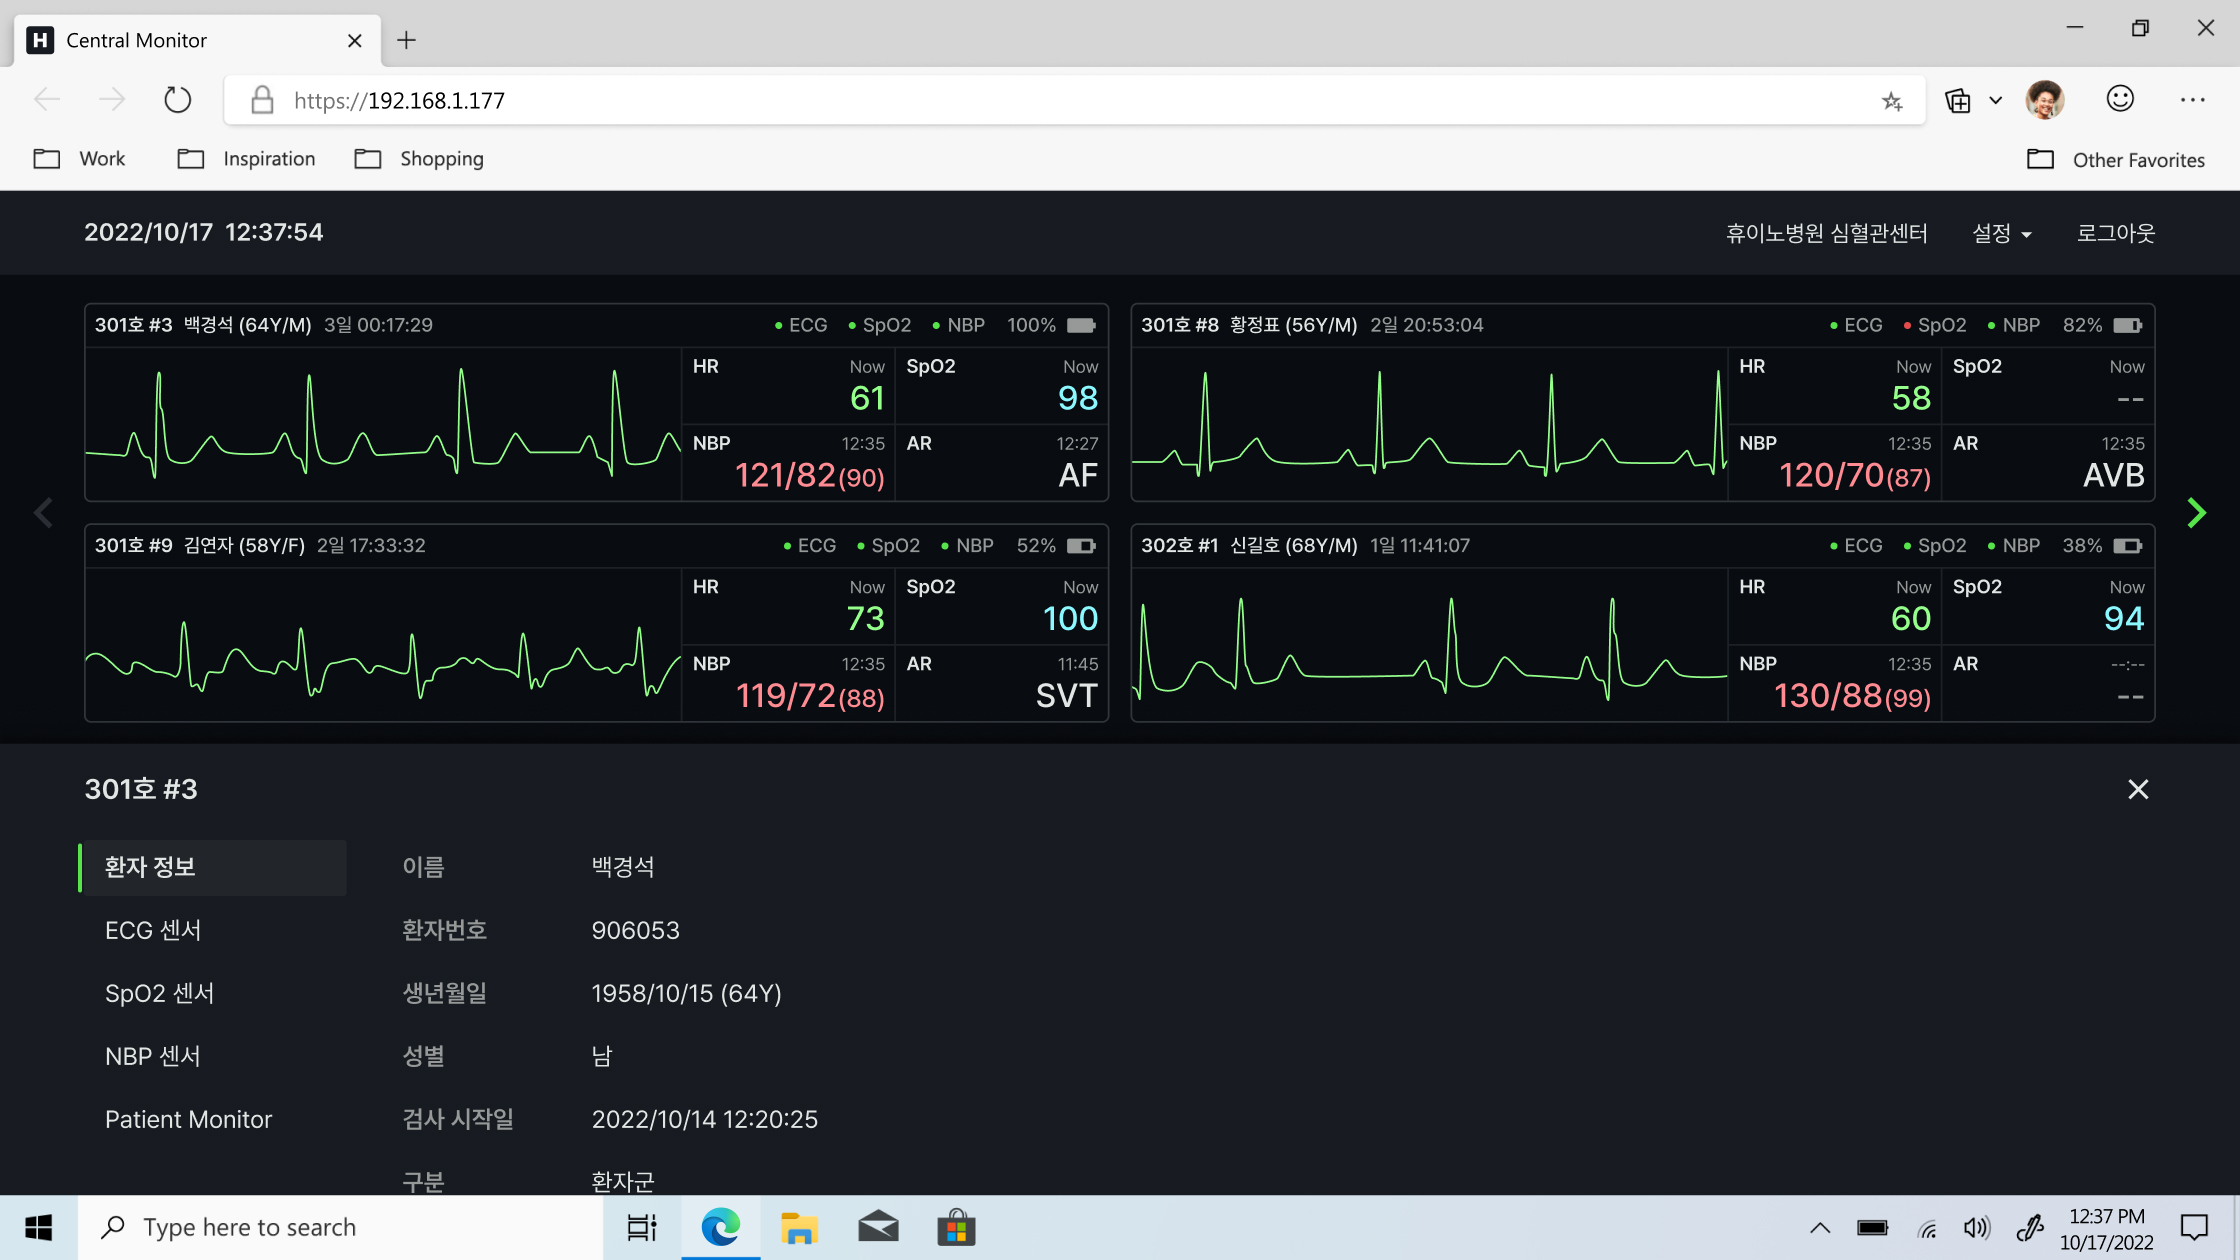 H Central Monitor
https://192.168.1.177
Work Inspiration Shopping Other Favorites
2022/10/17 12:37:54 휴이노병원 심혈관센터 설정 로그아웃
301호 #3 백경석 (64Y/M) 3일 00:17:29 ECG SpO2 NBP 100%
HR Now 61
SpO2 Now 98
NBP 12:35 121/82(90)
AR 12:27 AF
301호 #8 황정표 (56Y/M) 2일 20:53:04 ECG SpO2 NBP 82%
HR Now 58
SpO2 Now --
NBP 12:35 120/70(87)
AR 12:35 AVB
301호 #9 김연자 (58Y/F) 2일 17:33:32 ECG SpO2 NBP 52%
HR Now 73
SpO2 Now 100
NBP 12:35 119/72(88)
AR 11:45 SVT
302호 #1 신길호 (68Y/M) 1일 11:41:07 ECG SpO2 NBP 38%
HR Now 60
SpO2 Now 94
NBP 12:35 130/88(99)
AR --:-- --
301호 #3
환자 정보
ECG 센서
SpO2 센서
NBP 센서
Patient Monitor
이름 백경석
환자번호 906053
생년월일 1958/10/15 (64Y)
성별 남
검사 시작일 2022/10/14 12:20:25
구분 환자군
Type here to search
12:37 PM
10/17/2022